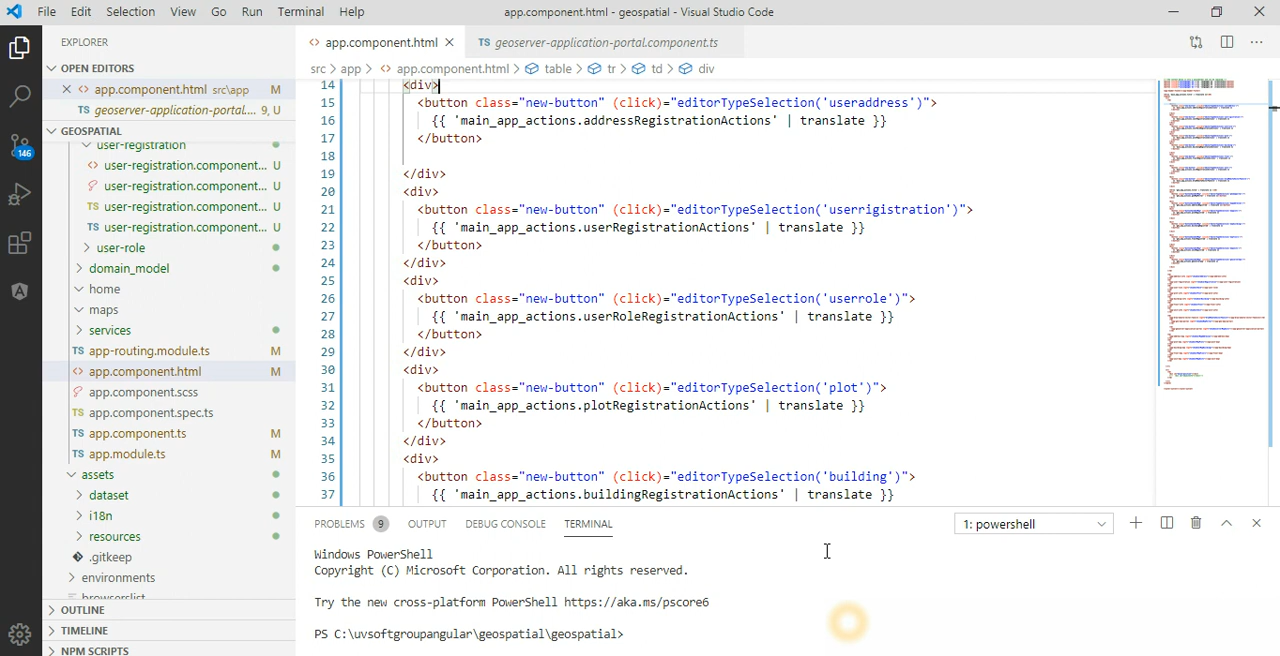 File Edit Selection View Go Run Terminal Help
app.component.html - geospatial - Visual Studio Code
EXPLORER
OPEN EDITORS
app.component.html src\app M
geoserver-application-portal.... 9, U
GEOSPATIAL
user-registration
user-registration.component... U
user-registration.component... U
user-registration.component... U
TS user-registration.component... U
user-role
domain_model
home
maps
services
TS app-routing.module.ts M
app.component.html M
app.component.scss
TS app.component.spec.ts
TS app.component.ts M
TS app.module.ts M
assets
dataset
i18n
resources
.gitkeep
environments
browserslist
OUTLINE
TIMELINE
NPM SCRIPTS
146
app.component.html
TS geoserver-application-portal.component.ts
src > app > app.component.html > table > tr > td > div
14 <div>
15 <button class="new-button" (click)="editorTypeSelection('useraddress')">
16 {{ 'main_app_actions.addressRegistrationActions' | translate }}
17 </button>
18
19 </div>
20 <div>
21 <button class="new-button" (click)="editorTypeSelection('userrigistration')">
22 {{ 'main_app_actions.userRegistrationActions' | translate }}
23 </button>
24 </div>
25 <div>
26 <button class="new-button" (click)="editorTypeSelection('userrole')">
27 {{ 'main_app_actions.userRoleRegistrationActions' | translate }}
28 </button>
29 </div>
30 <div>
31 <button class="new-button" (click)="editorTypeSelection('plot')">
32 {{ 'main_app_actions.plotRegistrationActions' | translate }}
33 </button>
34 </div>
35 <div>
36 <button class="new-button" (click)="editorTypeSelection('building')">
37 {{ 'main_app_actions.buildingRegistrationActions' | translate }}
PROBLEMS 9 OUTPUT DEBUG CONSOLE TERMINAL
1: powershell
Windows PowerShell
Copyright (C) Microsoft Corporation. All rights reserved.
Try the new cross-platform PowerShell https://aka.ms/pscore6
PS C:\uvsoftgroupangular\geospatial\geospatial>